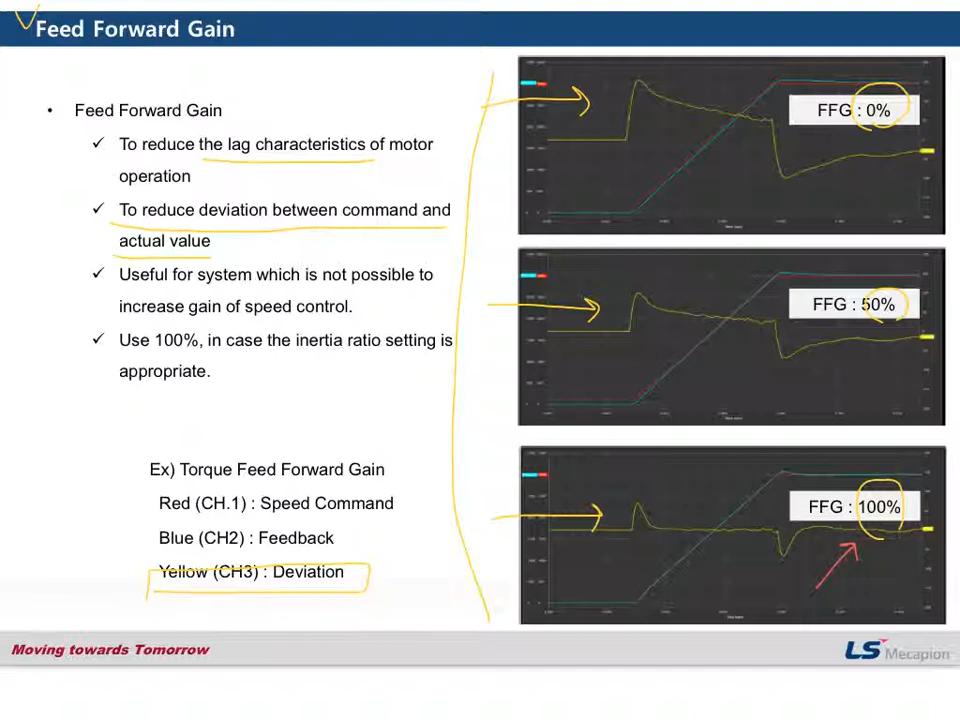 Feed Forward Gain
• Feed Forward Gain
✓ To reduce the lag characteristics of motor
operation
✓ To reduce deviation between command and
actual value
✓ Useful for system which is not possible to
increase gain of speed control.
✓ Use 100%, in case the inertia ratio setting is
appropriate.
Ex) Torque Feed Forward Gain
Red (CH.1) : Speed Command
Blue (CH2) : Feedback
Yellow (CH3) : Deviation
FFG : 0%
FFG : 50%
FFG : 100%
Moving towards Tomorrow
LS Mecapion